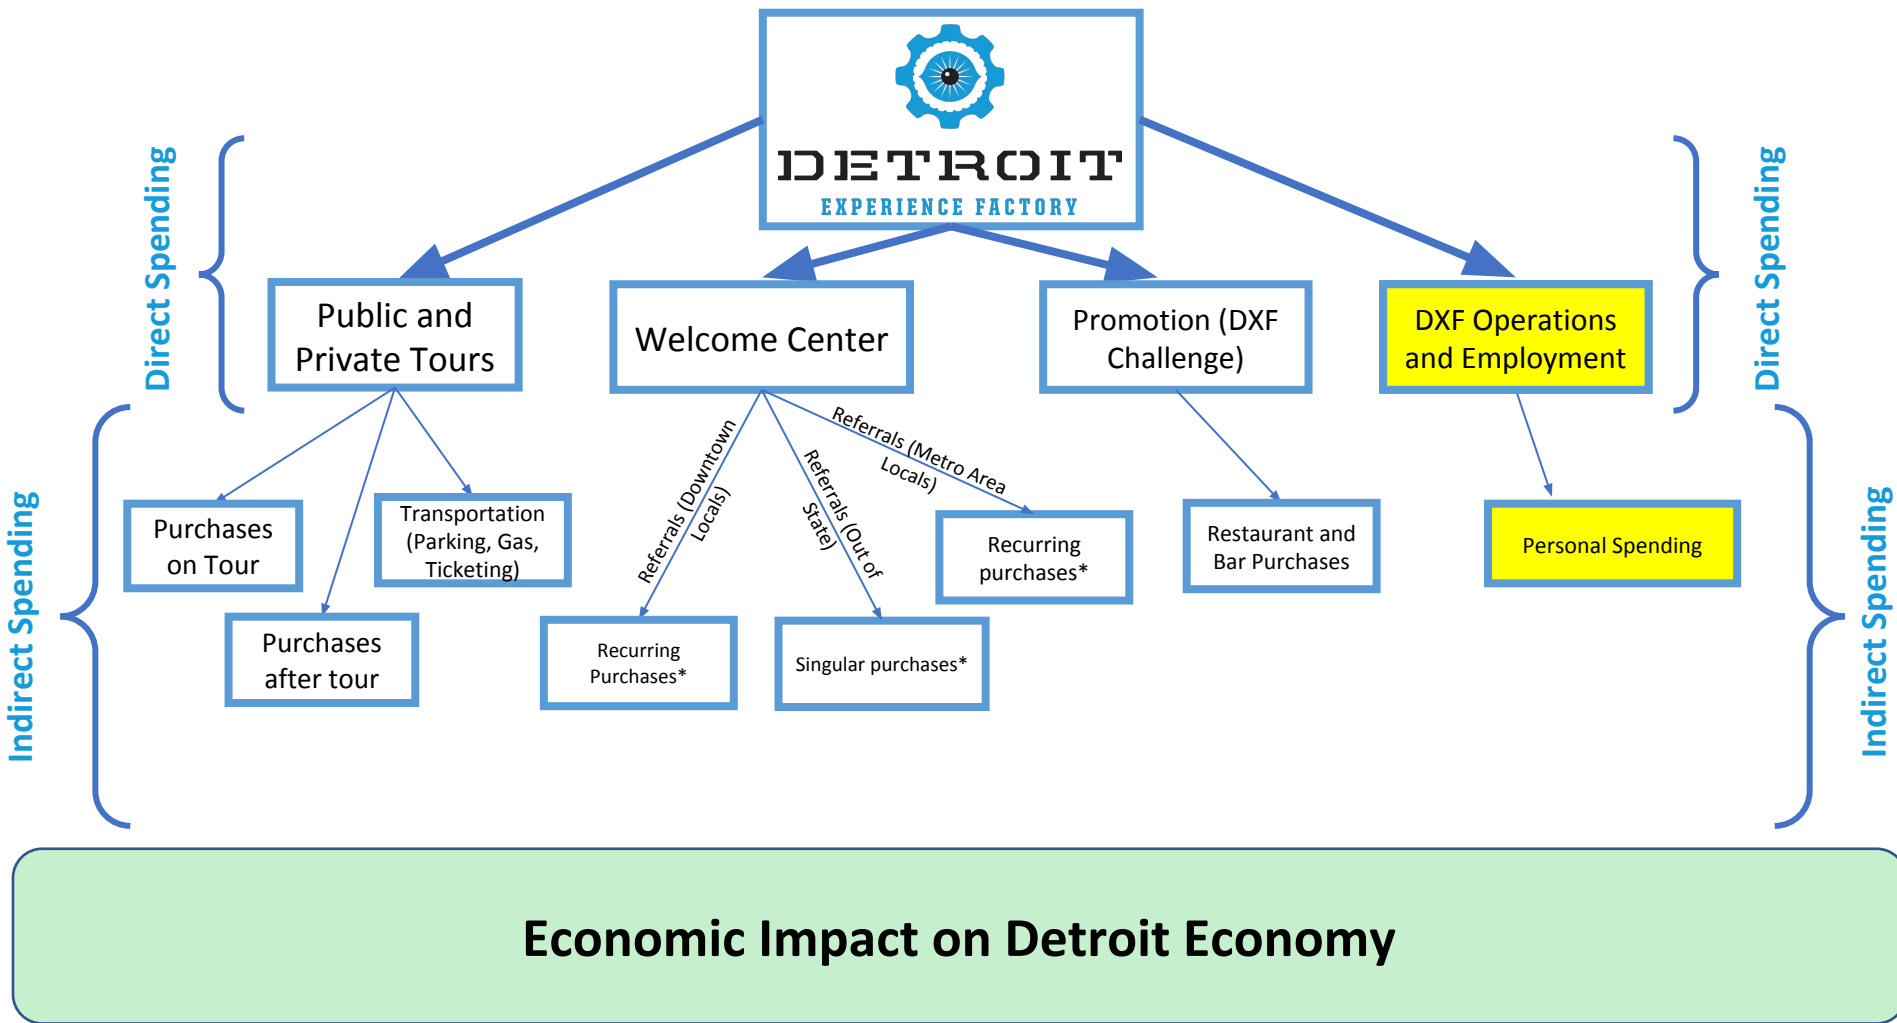 DETROIT
EXPERIENCE FACTORY
Direct Spending
Direct Spending
Public and
Private Tours
Welcome Center
Promotion (DXF
Challenge)
DXF Operations
and Employment
Referrals (Downtown
Locals)
Referrals (Out of
State)
Referrals (Metro Area
Locals)
Indirect Spending
Indirect Spending
Purchases
on Tour
Transportation
(Parking, Gas,
Ticketing)
Purchases
after tour
Recurring
Purchases*
Singular purchases*
Recurring
purchases*
Restaurant and
Bar Purchases
Personal Spending
Economic Impact on Detroit Economy